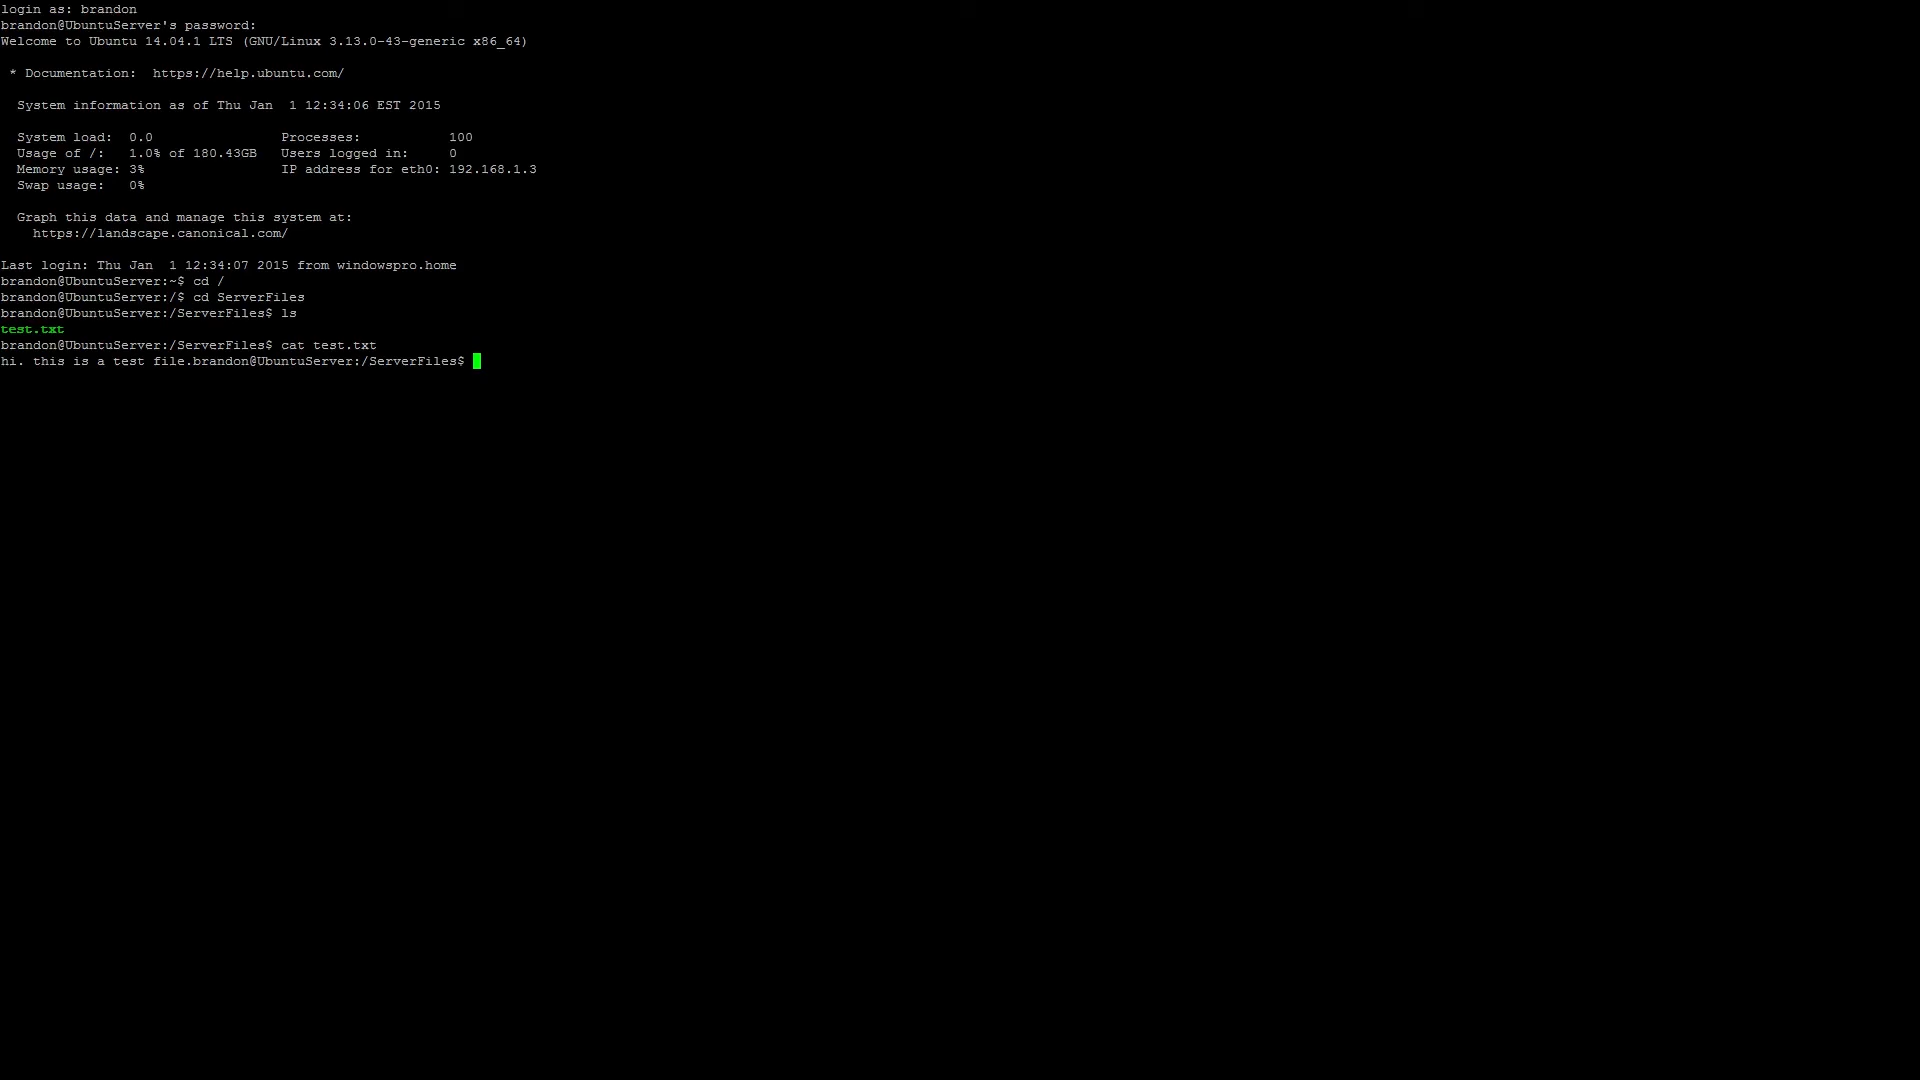 login as: brandon
brandon@UbuntuServer's password:
Welcome to Ubuntu 14.04.1 LTS (GNU/Linux 3.13.0-43-generic x86_64)
* Documentation:  https://help.ubuntu.com/
System information as of Thu Jan  1 12:34:06 EST 2015
System load:  0.0                Processes:           100
Usage of /:   1.0% of 180.43GB   Users logged in:     0
Memory usage: 3%                 IP address for eth0: 192.168.1.3
Swap usage:   0%
Graph this data and manage this system at:
https://landscape.canonical.com/
Last login: Thu Jan  1 12:34:07 2015 from windowspro.home
brandon@UbuntuServer:~$ cd /
brandon@UbuntuServer:/$ cd ServerFiles
brandon@UbuntuServer:/ServerFiles$ ls
test.txt
brandon@UbuntuServer:/ServerFiles$ cat test.txt
hi. this is a test file.brandon@UbuntuServer:/ServerFiles$